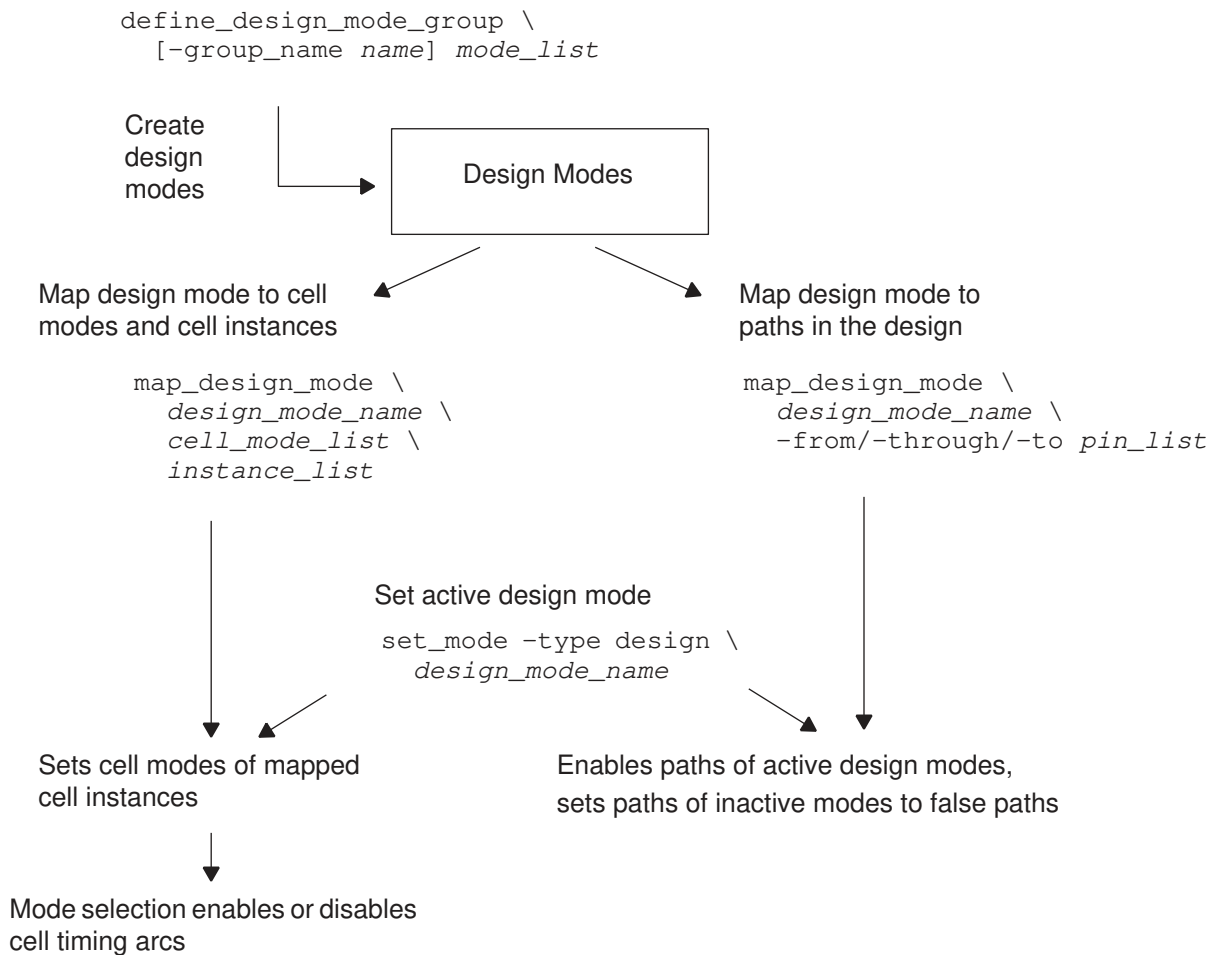 define_design_mode_group \
[-group_name name] mode_list
Create
design
modes
Design Modes
Map design mode to cell
modes and cell instances
map_design_mode \
design_mode_name \
cell_mode_list \
instance_list
Map design mode to
paths in the design
map_design_mode \
design_mode_name \
-from/-through/-to pin_list
Set active design mode
set_mode -type design \
design_mode_name
Sets cell modes of mapped
cell instances
Enables paths of active design modes,
sets paths of inactive modes to false paths
Mode selection enables or disables
cell timing arcs